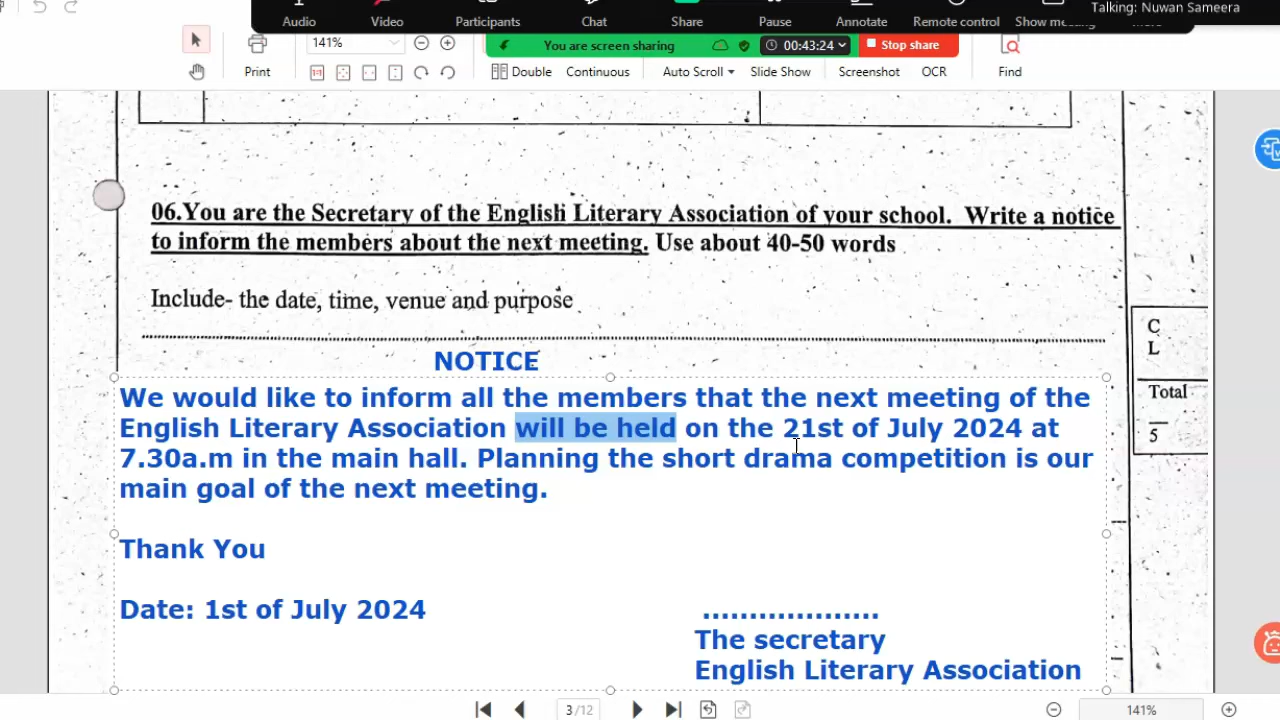 Talking: Nuwan Sameera
Audio
Video
Participants
Chat
Share
Pause
Annotate
Remote control
141%
You are screen sharing
00:43:24
Stop share
Print
Double
Continuous
Auto Scroll
Slide Show
Screenshot
OCR
Find
06.You are the Secretary of the English Literary Association of your school. Write a notice
to inform the members about the next meeting. Use about 40-50 words
Include- the date, time, venue and purpose
C
L
Total
5
NOTICE
We would like to inform all the members that the next meeting of the
English Literary Association will be held on the 21st of July 2024 at
7.30a.m in the main hall. Planning the short drama competition is our
main goal of the next meeting.
Thank You
Date: 1st of July 2024
...................
The secretary
English Literary Association
3/12
141%